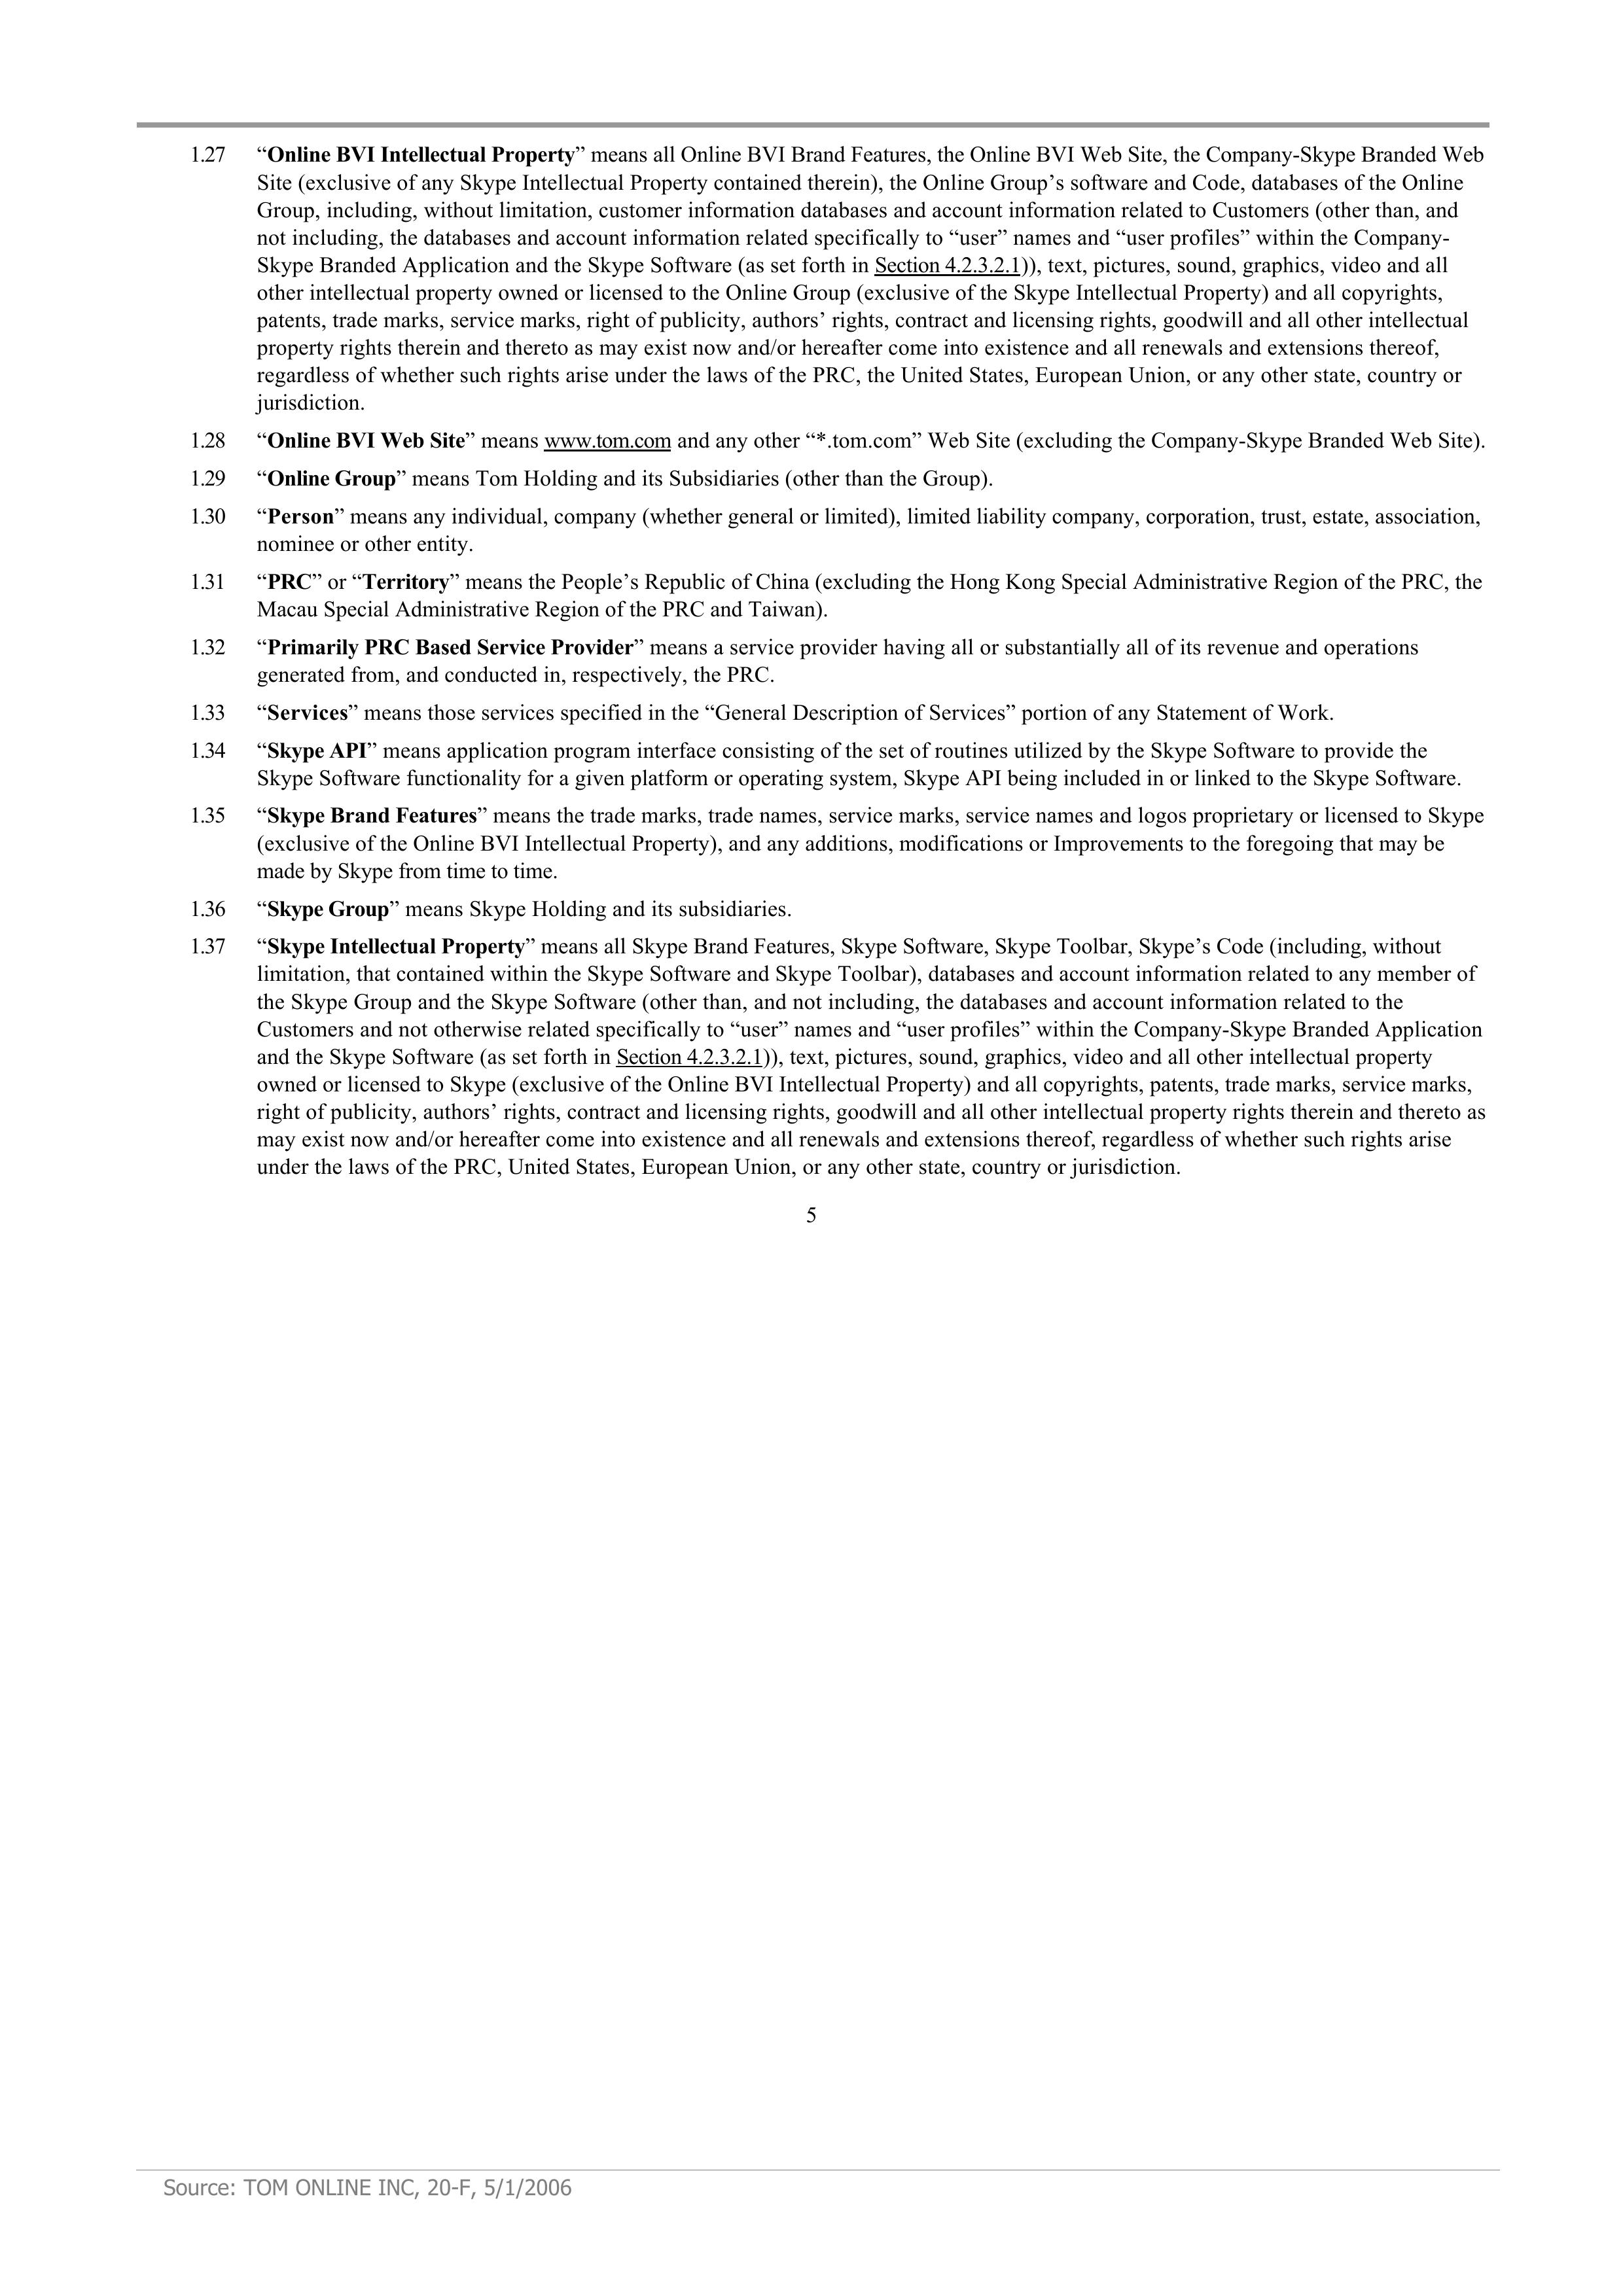 1.27 “Online BVI Intellectual Property” means all Online BVI Brand Features, the Online BVI Web Site, the Company-Skype Branded Web
Site (exclusive of any Skype Intellectual Property contained therein), the Online Group’s software and Code, databases of the Online
Group, including, without limitation, customer information databases and account information related to Customers (other than, and
not including, the databases and account information related specifically to “user” names and “user profiles” within the Company-
Skype Branded Application and the Skype Software (as set forth in Section 4.2.3.2.1)), text, pictures, sound, graphics, video and all
other intellectual property owned or licensed to the Online Group (exclusive of the Skype Intellectual Property) and all copyrights,
patents, trade marks, service marks, right of publicity, authors’ rights, contract and licensing rights, goodwill and all other intellectual
property rights therein and thereto as may exist now and/or hereafter come into existence and all renewals and extensions thereof,
regardless of whether such rights arise under the laws of the PRC, the United States, European Union, or any other state, country or
jurisdiction.
1.28 “Online BVI Web Site” means www.tom.com and any other “*.tom.com” Web Site (excluding the Company-Skype Branded Web Site).
1.29 “Online Group” means Tom Holding and its Subsidiaries (other than the Group).
1.30 “Person” means any individual, company (whether general or limited), limited liability company, corporation, trust, estate, association,
nominee or other entity.
1.31 “PRC” or “Territory” means the People’s Republic of China (excluding the Hong Kong Special Administrative Region of the PRC, the
Macau Special Administrative Region of the PRC and Taiwan).
1.32 “Primarily PRC Based Service Provider” means a service provider having all or substantially all of its revenue and operations
generated from, and conducted in, respectively, the PRC.
1.33 “Services” means those services specified in the “General Description of Services” portion of any Statement of Work.
1.34 “Skype API” means application program interface consisting of the set of routines utilized by the Skype Software to provide the
Skype Software functionality for a given platform or operating system, Skype API being included in or linked to the Skype Software.
1.35 “Skype Brand Features” means the trade marks, trade names, service marks, service names and logos proprietary or licensed to Skype
(exclusive of the Online BVI Intellectual Property), and any additions, modifications or Improvements to the foregoing that may be
made by Skype from time to time.
1.36 “Skype Group” means Skype Holding and its subsidiaries.
1.37 “Skype Intellectual Property” means all Skype Brand Features, Skype Software, Skype Toolbar, Skype’s Code (including, without
limitation, that contained within the Skype Software and Skype Toolbar), databases and account information related to any member of
the Skype Group and the Skype Software (other than, and not including, the databases and account information related to the
Customers and not otherwise related specifically to “user” names and “user profiles” within the Company-Skype Branded Application
and the Skype Software (as set forth in Section 4.2.3.2.1)), text, pictures, sound, graphics, video and all other intellectual property
owned or licensed to Skype (exclusive of the Online BVI Intellectual Property) and all copyrights, patents, trade marks, service marks,
right of publicity, authors’ rights, contract and licensing rights, goodwill and all other intellectual property rights therein and thereto as
may exist now and/or hereafter come into existence and all renewals and extensions thereof, regardless of whether such rights arise
under the laws of the PRC, United States, European Union, or any other state, country or jurisdiction.
5
Source: TOM ONLINE INC, 20-F, 5/1/2006